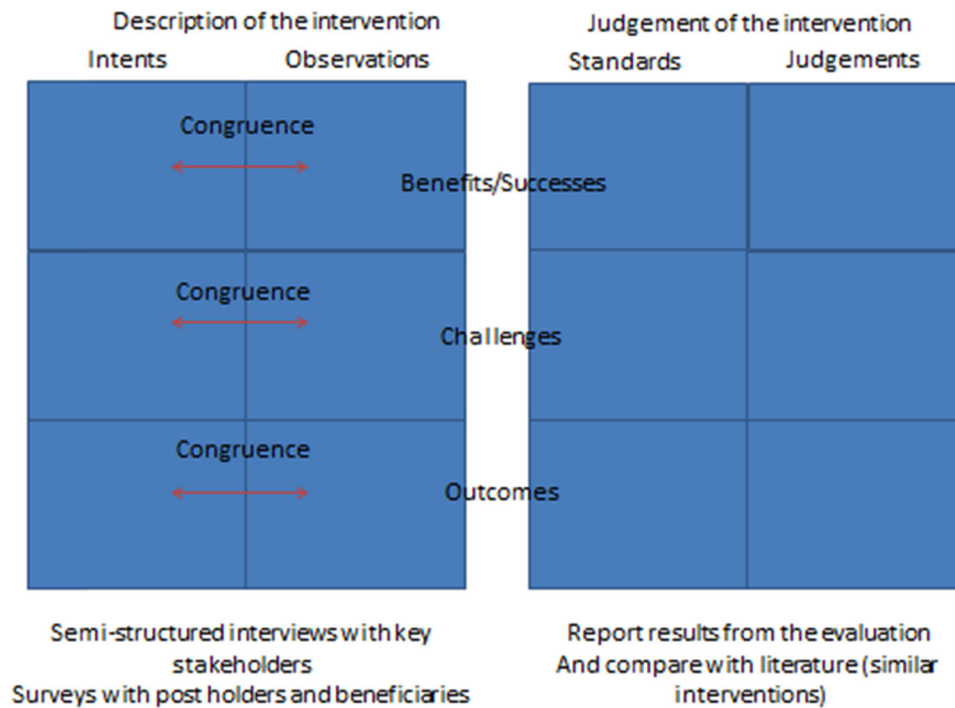 Description of the intervention
Intents
Observations
Judgement of the intervention
Standards
Judgements
Congruence
Benefits/Successes
Congruence
Challenges
Congruence
Outcomes
Semi-structured interviews with key
stakeholders
Surveys with post holders and beneficiaries
Report results from the evaluation
And compare with literature (similar
interventions)